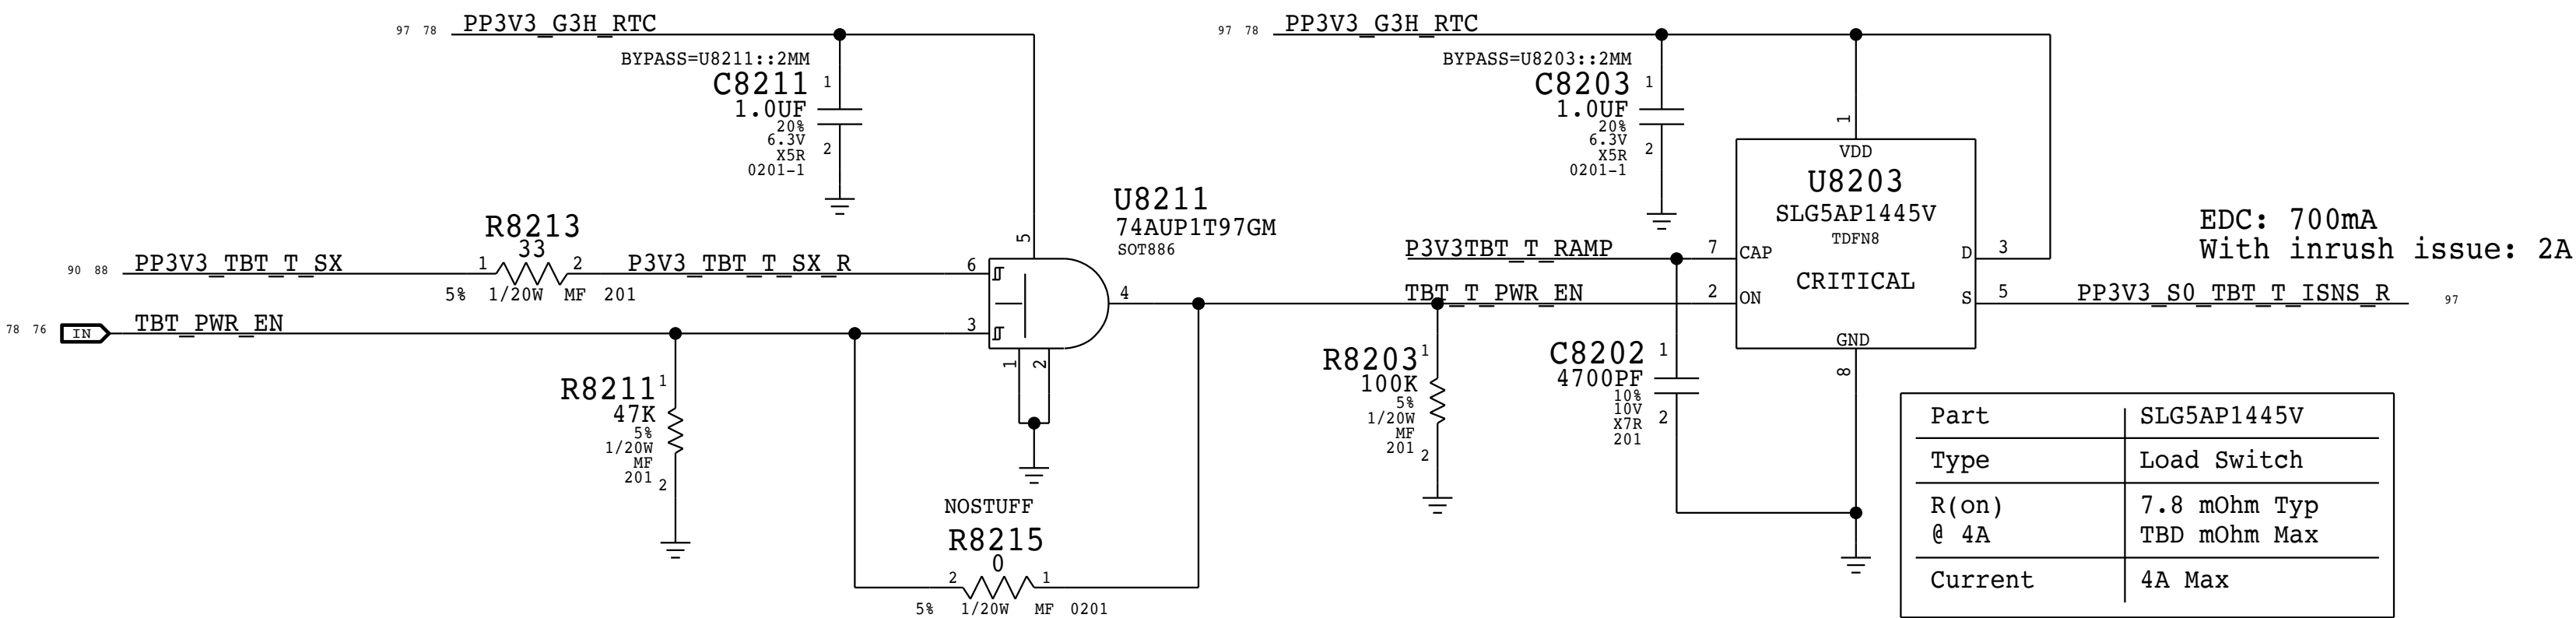 97 78 PP3V3_G3H_RTC
BYPASS=U8211::2MM
C8211 1
1.0UF
20%
6.3V
X5R 2
0201-1
R8213
33
90 88 PP3V3_TBT_T_SX 1 2 P3V3_TBT_T_SX_R 6
5% 1/20W MF 201
78 76 IN TBT_PWR_EN 3
5
U8211
74AUP1T97GM
SOT886
4
1 2
R8211 1
47K
5%
1/20W
MF
201 2
NOSTUFF
R8215
0
2 1
5% 1/20W MF 0201
97 78 PP3V3_G3H_RTC
BYPASS=U8203::2MM
C8203 1
1.0UF
20%
6.3V
X5R 2
0201-1
1
VDD
U8203
SLG5AP1445V
TDFN8
CRITICAL
P3V3TBT_T_RAMP 7 CAP
TBT_T_PWR_EN 2 ON
D 3
S 5 PP3V3_S0_TBT_T_ISNS_R 97
GND
8
EDC: 700mA
With inrush issue: 2A
R8203 1
100K
5%
1/20W
MF
201 2
C8202 1
4700PF
10%
10V
X7R 2
201
Part SLG5AP1445V
Type Load Switch
R(on) 7.8 mOhm Typ
@ 4A TBD mOhm Max
Current 4A Max